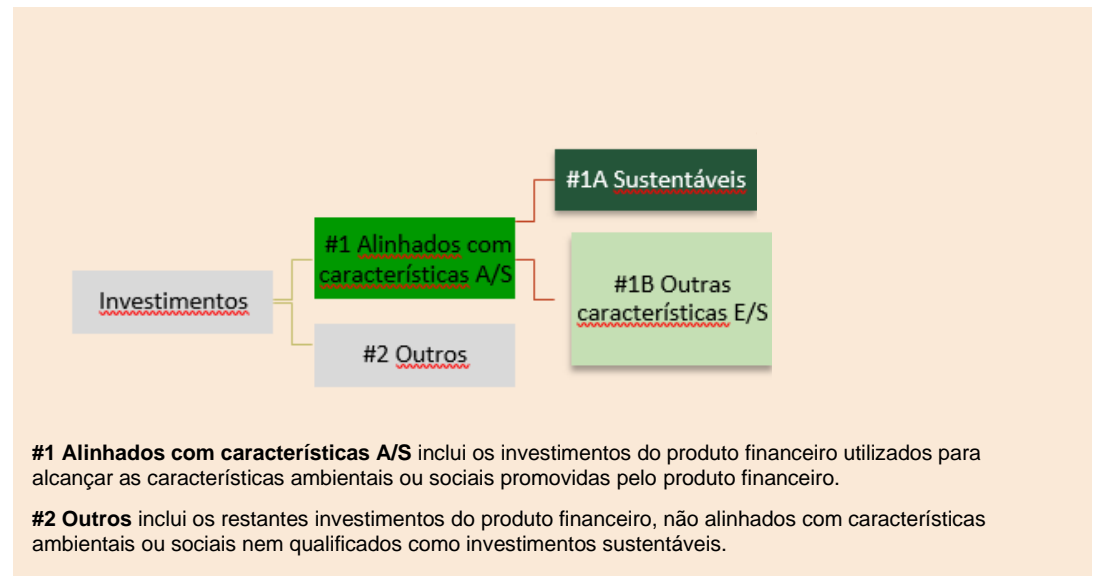 #1A Sustentáveis
#1 Alinhados com
características A/S
#1B Outras
características E/S
Investimentos
#2 Outros
#1 Alinhados com características A/S inclui os investimentos do produto financeiro utilizados para
alcançar as características ambientais ou sociais promovidas pelo produto financeiro.
#2 Outros inclui os restantes investimentos do produto financeiro, não alinhados com características
ambientais ou sociais nem qualificados como investimentos sustentáveis.